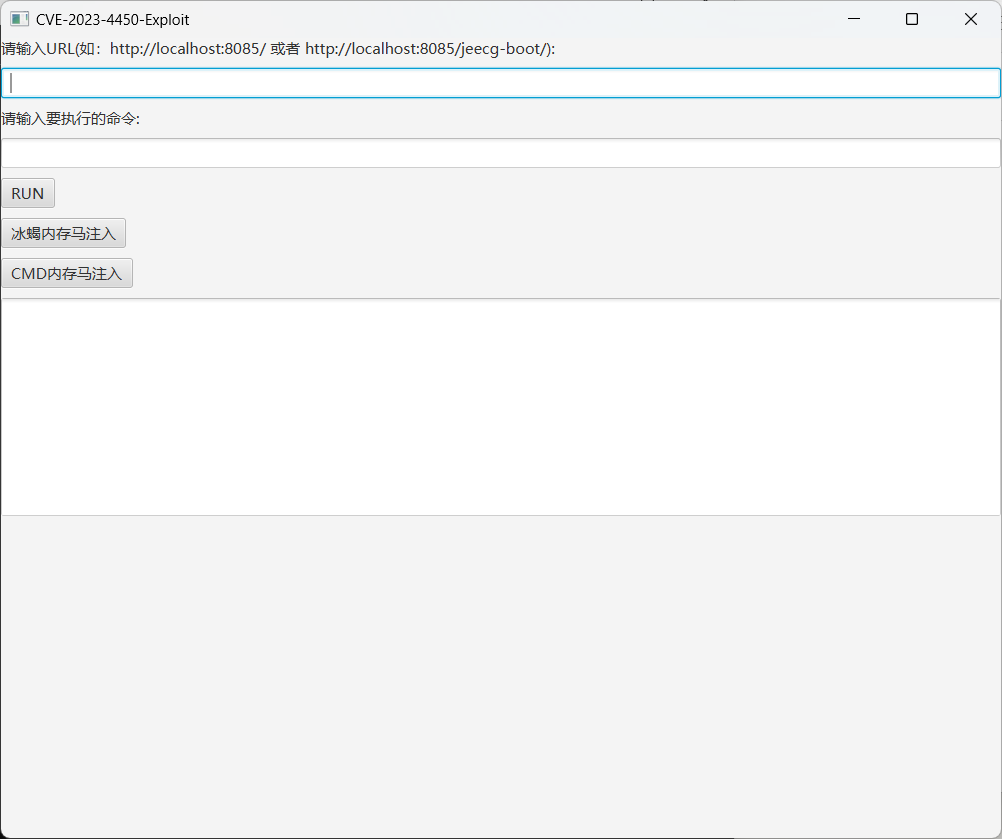 CVE-2023-4450-Exploit
请输入URL(如：http://localhost:8085/ 或者 http://localhost:8085/jeecg-boot/):
请输入要执行的命令:
RUN
冰蝎内存马注入
CMD内存马注入